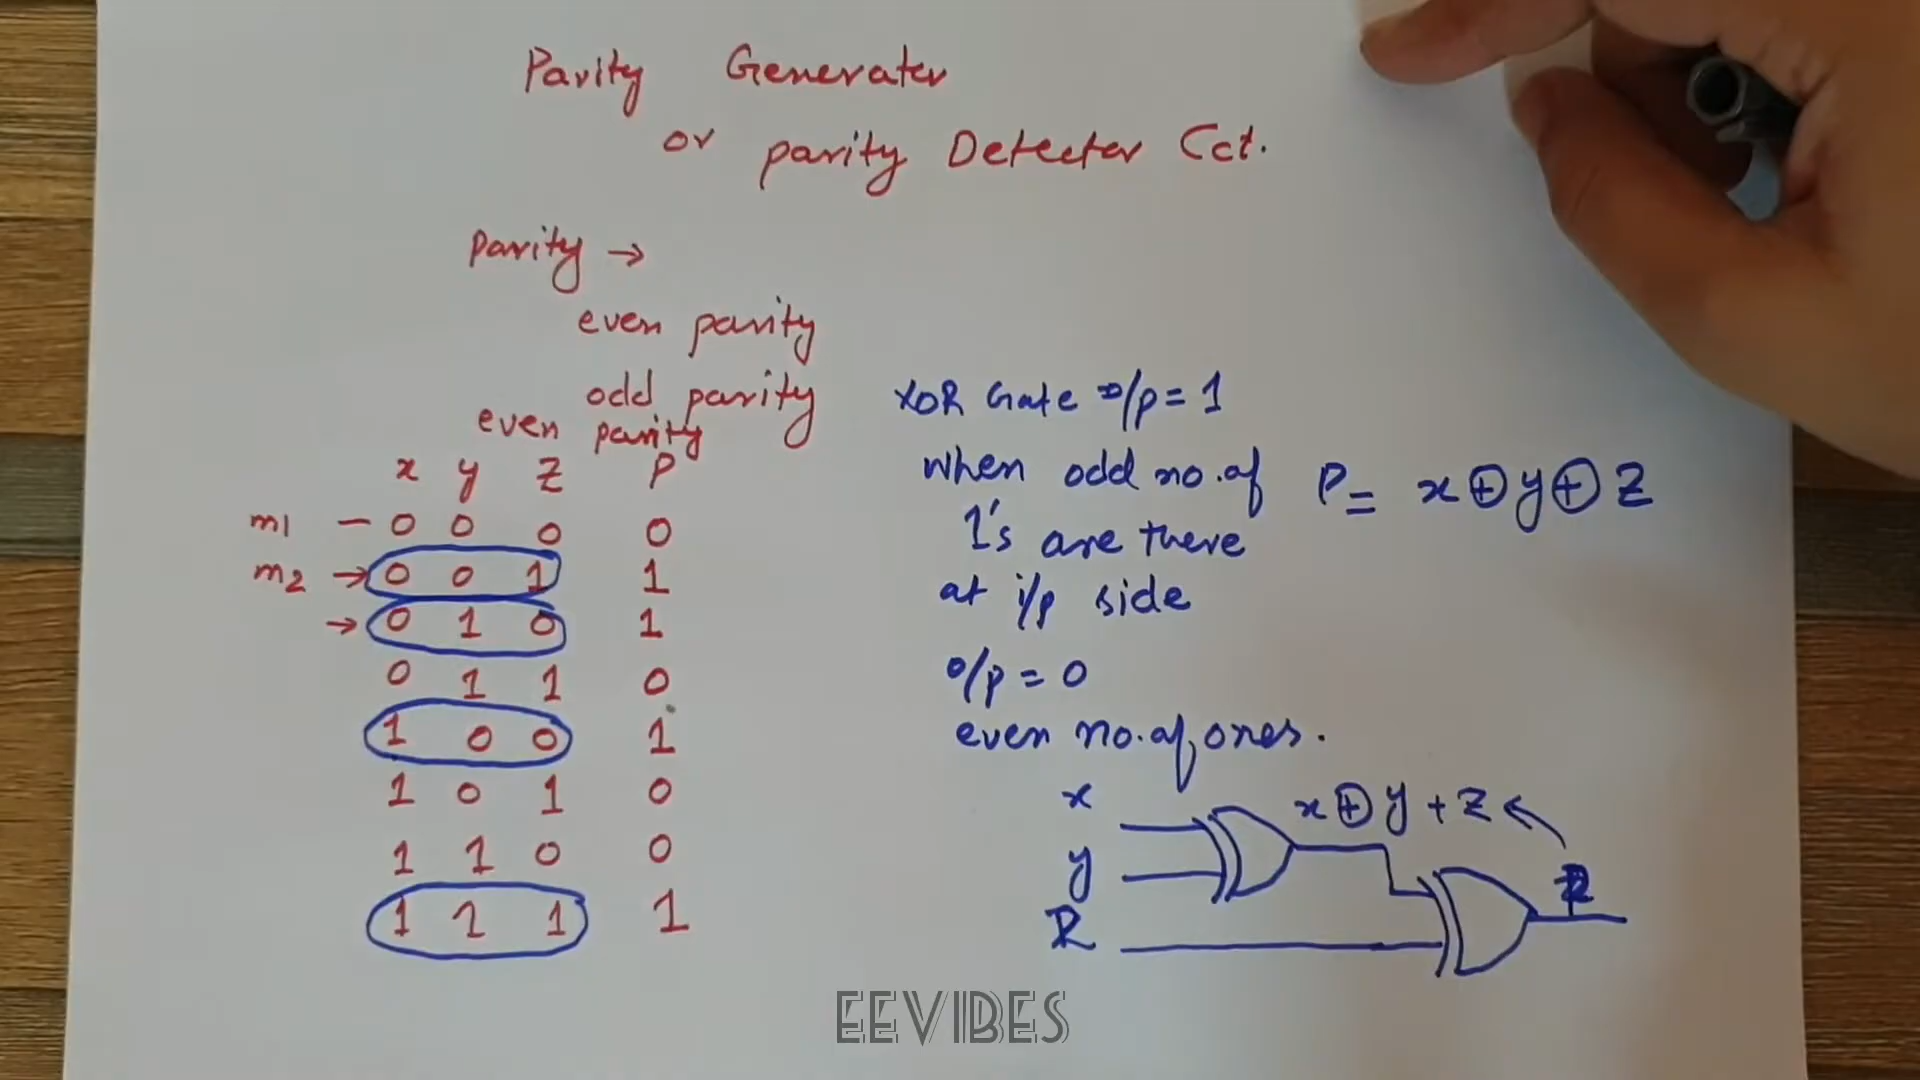 Parity Generator
or parity Detector Cct.
parity →
even parity
odd parity
even parity
x y z P
m1 – 0 0 0 0
m2 → 0 0 1 1
→ 0 1 0 1
0 1 1 0
1 0 0 1
1 0 1 0
1 1 0 0
1 1 1 1
XOR Gate o/p = 1
when odd no. of
1's are there
at i/p side
o/p = 0
even no. of ones.
P = x ⊕ y ⊕ z
x
y
x ⊕ y + z ←
EEVIBES